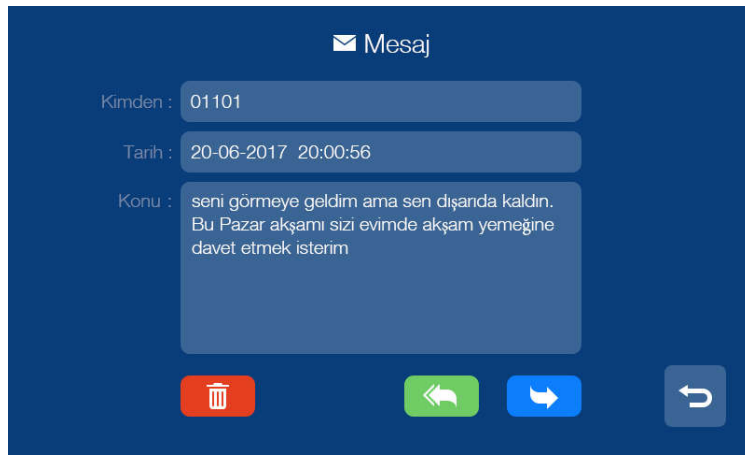 Mesaj
Kimden : 01101
Tarih : 20-06-2017 20:00:56
Konu : seni görmeye geldim ama sen dışarıda kaldın.
Bu Pazar akşamı sizi evimde akşam yemeğine
davet etmek isterim